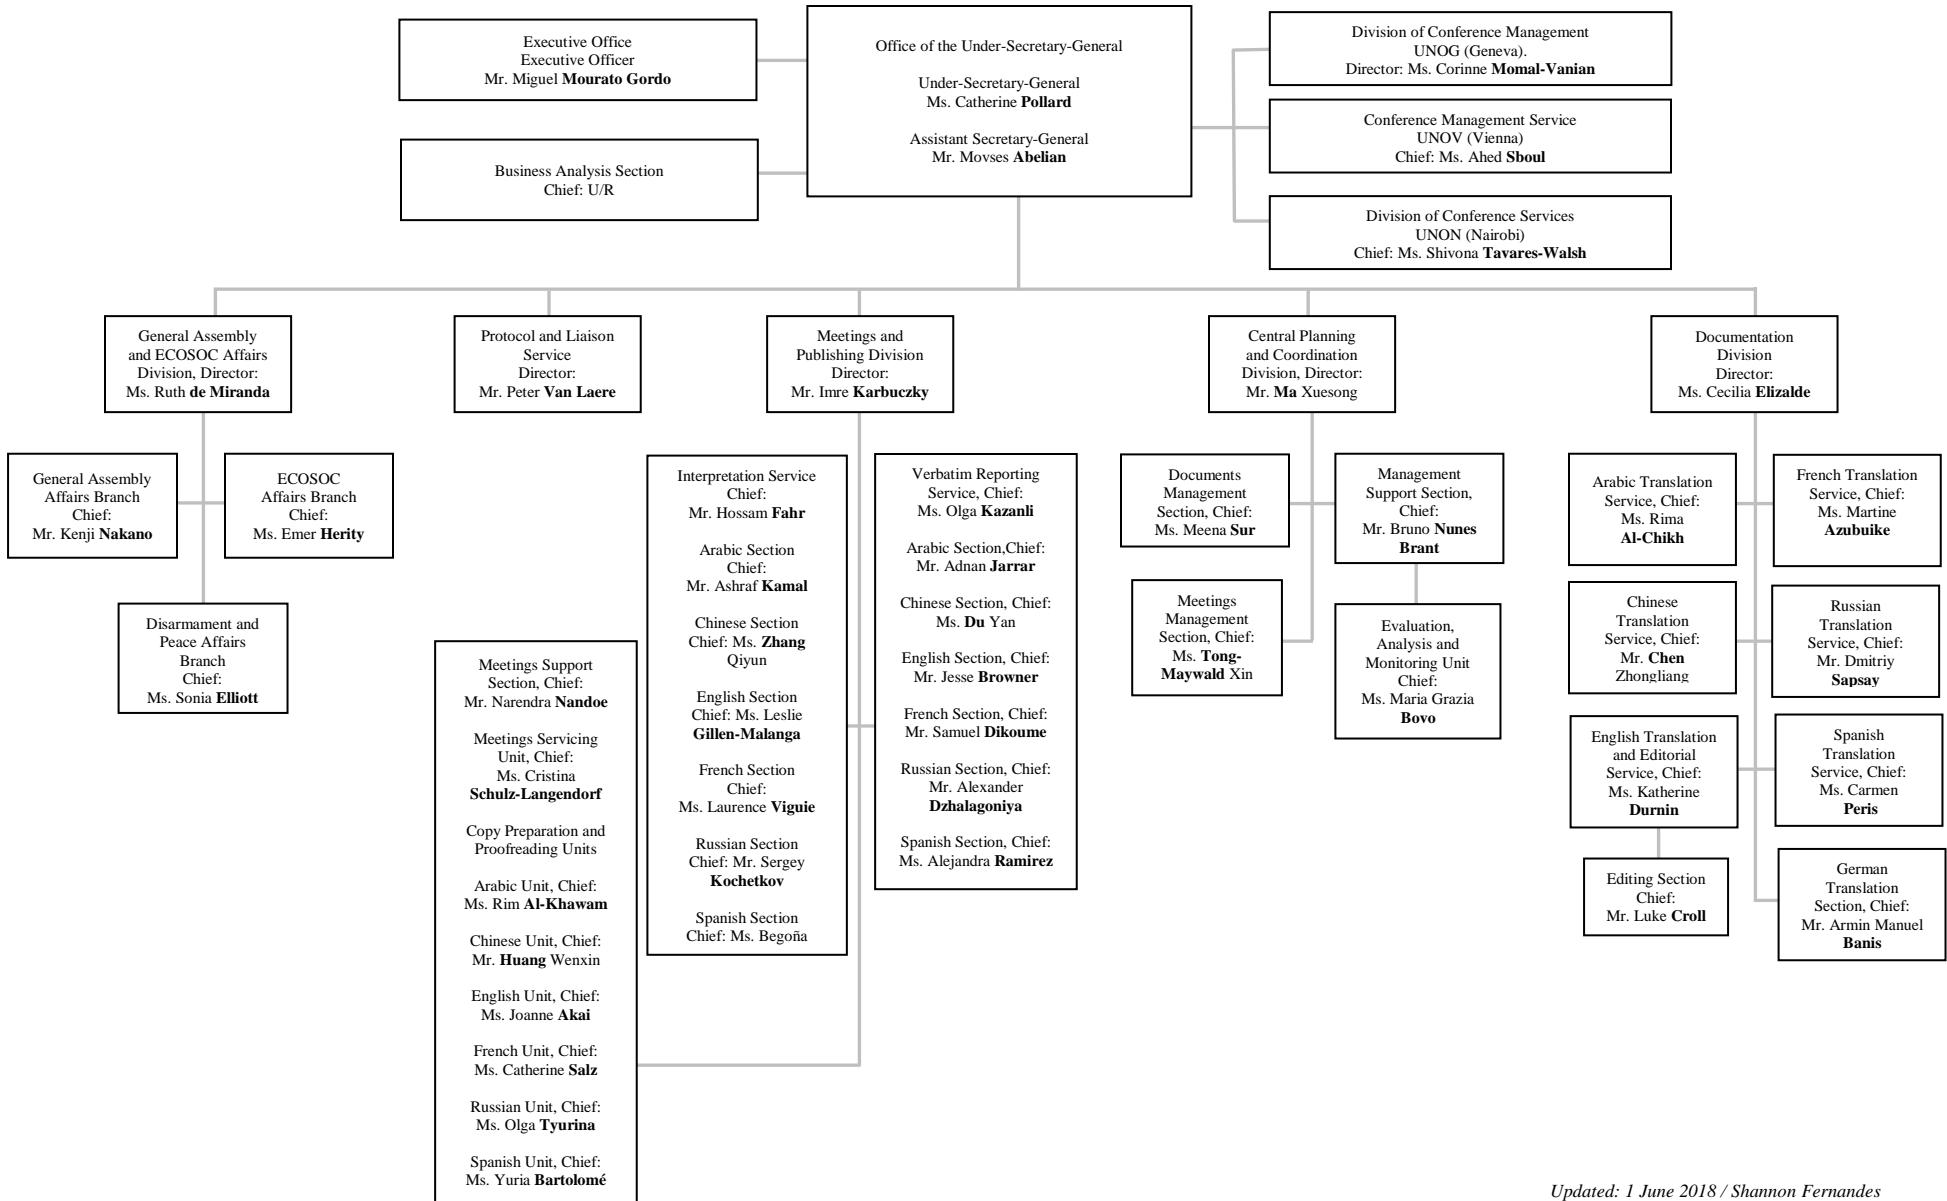 Executive Office
Executive Officer
Mr. Miguel Mourato Gordo
Business Analysis Section
Chief: U/R
Office of the Under-Secretary-General
Under-Secretary-General
Ms. Catherine Pollard
Assistant Secretary-General
Mr. Movses Abelian
Division of Conference Management
UNOG (Geneva).
Director: Ms. Corinne Momal-Vanian
Conference Management Service
UNOV (Vienna)
Chief: Ms. Ahed Sboul
Division of Conference Services
UNON (Nairobi)
Chief: Ms. Shivona Tavares-Walsh
General Assembly
and ECOSOC Affairs
Division, Director:
Ms. Ruth de Miranda
Protocol and Liaison
Service
Director:
Mr. Peter Van Laere
Meetings and
Publishing Division
Director:
Mr. Imre Karbuczky
Central Planning
and Coordination
Division, Director:
Mr. Ma Xuesong
Documentation
Division
Director:
Ms. Cecilia Elizalde
General Assembly
Affairs Branch
Chief:
Mr. Kenji Nakano
ECOSOC
Affairs Branch
Chief:
Ms. Emer Herity
Disarmament and
Peace Affairs
Branch
Chief:
Ms. Sonia Elliott
Meetings Support
Section, Chief:
Mr. Narendra Nandoe
Meetings Servicing
Unit, Chief:
Ms. Cristina
Schulz-Langendorf
Copy Preparation and
Proofreading Units
Arabic Unit, Chief:
Ms. Rim Al-Khawam
Chinese Unit, Chief:
Mr. Huang Wenxin
English Unit, Chief:
Ms. Joanne Akai
French Unit, Chief:
Ms. Catherine Salz
Russian Unit, Chief:
Ms. Olga Tyurina
Spanish Unit, Chief:
Ms. Yuria Bartolomé
Interpretation Service
Chief:
Mr. Hossam Fahr
Arabic Section
Chief:
Mr. Ashraf Kamal
Chinese Section
Chief: Ms. Zhang
Qiyun
English Section
Chief: Ms. Leslie
Gillen-Malanga
French Section
Chief:
Ms. Laurence Viguie
Russian Section
Chief: Mr. Sergey
Kochetkov
Spanish Section
Chief: Ms. Begoña
Verbatim Reporting
Service, Chief:
Ms. Olga Kazanli
Arabic Section,Chief:
Mr. Adnan Jarrar
Chinese Section, Chief:
Ms. Du Yan
English Section, Chief:
Mr. Jesse Browner
French Section, Chief:
Mr. Samuel Dikoume
Russian Section, Chief:
Mr. Alexander
Dzhalagoniya
Spanish Section, Chief:
Ms. Alejandra Ramirez
Documents
Management
Section, Chief:
Ms. Meena Sur
Management
Support Section,
Chief:
Mr. Bruno Nunes
Brant
Meetings
Management
Section, Chief:
Ms. Tong-
Maywald Xin
Evaluation,
Analysis and
Monitoring Unit
Chief:
Ms. Maria Grazia
Bovo
Arabic Translation
Service, Chief:
Ms. Rima
Al-Chikh
French Translation
Service, Chief:
Ms. Martine
Azubuike
Chinese
Translation
Service, Chief:
Mr. Chen
Zhongliang
Russian
Translation
Service, Chief:
Mr. Dmitriy
Sapsay
English Translation
and Editorial
Service, Chief:
Ms. Katherine
Durnin
Spanish
Translation
Service, Chief:
Ms. Carmen
Peris
Editing Section
Chief:
Mr. Luke Croll
German
Translation
Section, Chief:
Mr. Armin Manuel
Banis
Updated: 1 June 2018 / Shannon Fernandes